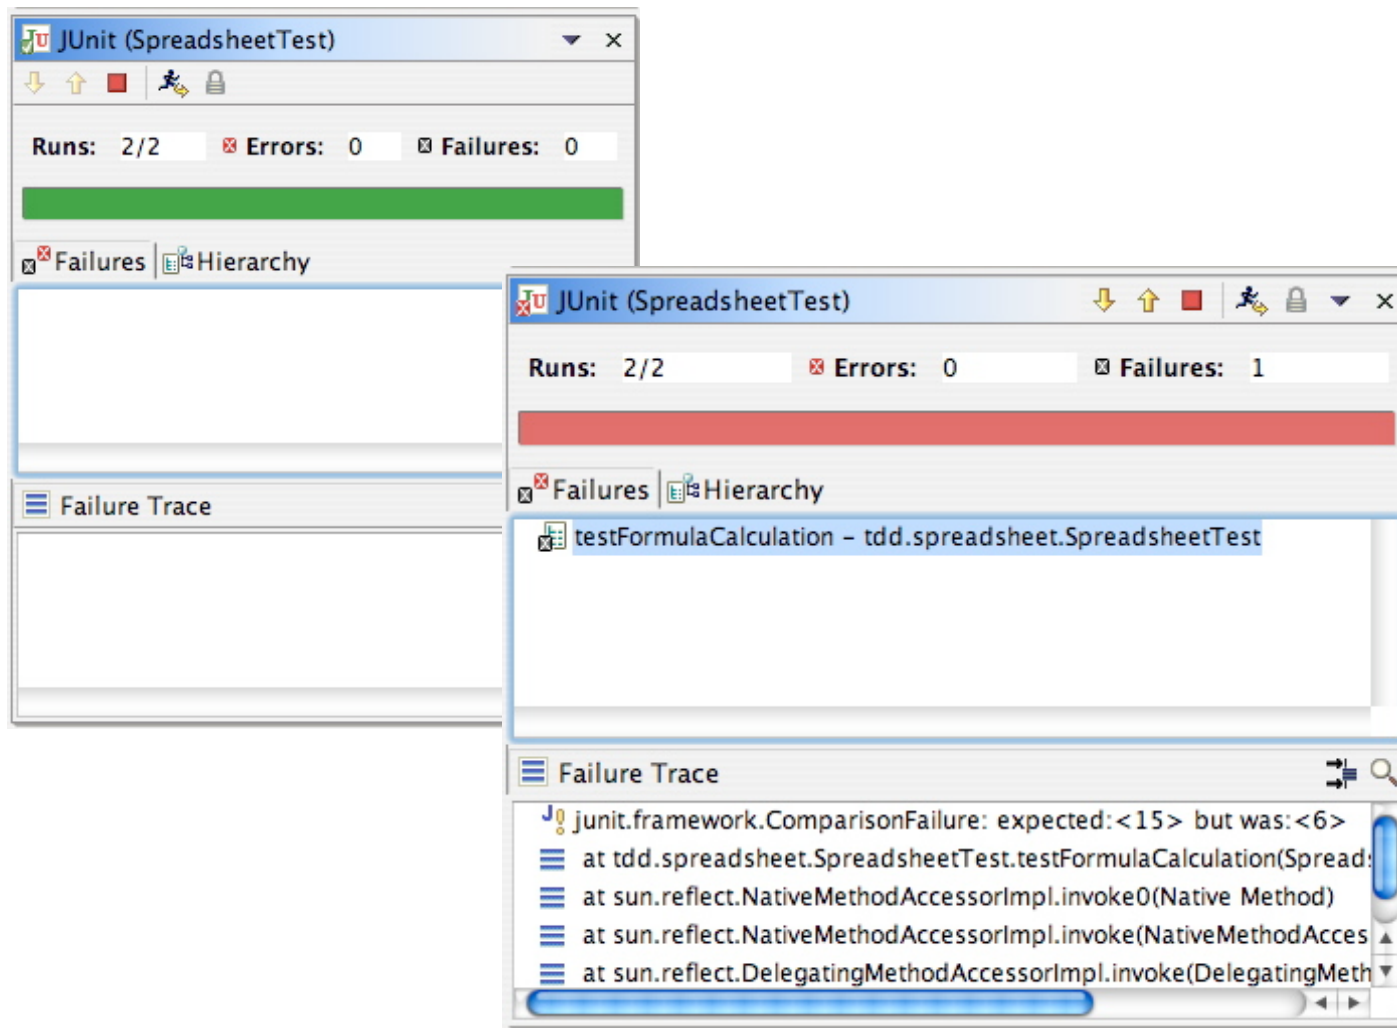 JUnit (SpreadsheetTest)
Runs: 2/2 Errors: 0 Failures: 0
Failures Hierarchy
Failure Trace
JUnit (SpreadsheetTest)
Runs: 2/2 Errors: 0 Failures: 1
Failures Hierarchy
testFormulaCalculation – tdd.spreadsheet.SpreadsheetTest
Failure Trace
junit.framework.ComparisonFailure: expected:<15> but was:<6>
at tdd.spreadsheet.SpreadsheetTest.testFormulaCalculation(Spreads
at sun.reflect.NativeMethodAccessorImpl.invoke0(Native Method)
at sun.reflect.NativeMethodAccessorImpl.invoke(NativeMethodAcces
at sun.reflect.DelegatingMethodAccessorImpl.invoke(DelegatingMeth